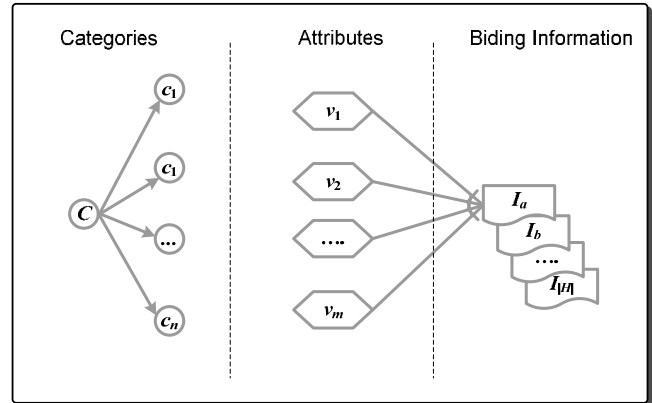 Categories
Attributes
Biding Information
c1
v1
c1
v2
Ia
C
Ib
...
....
....
I|H|
cn
vm